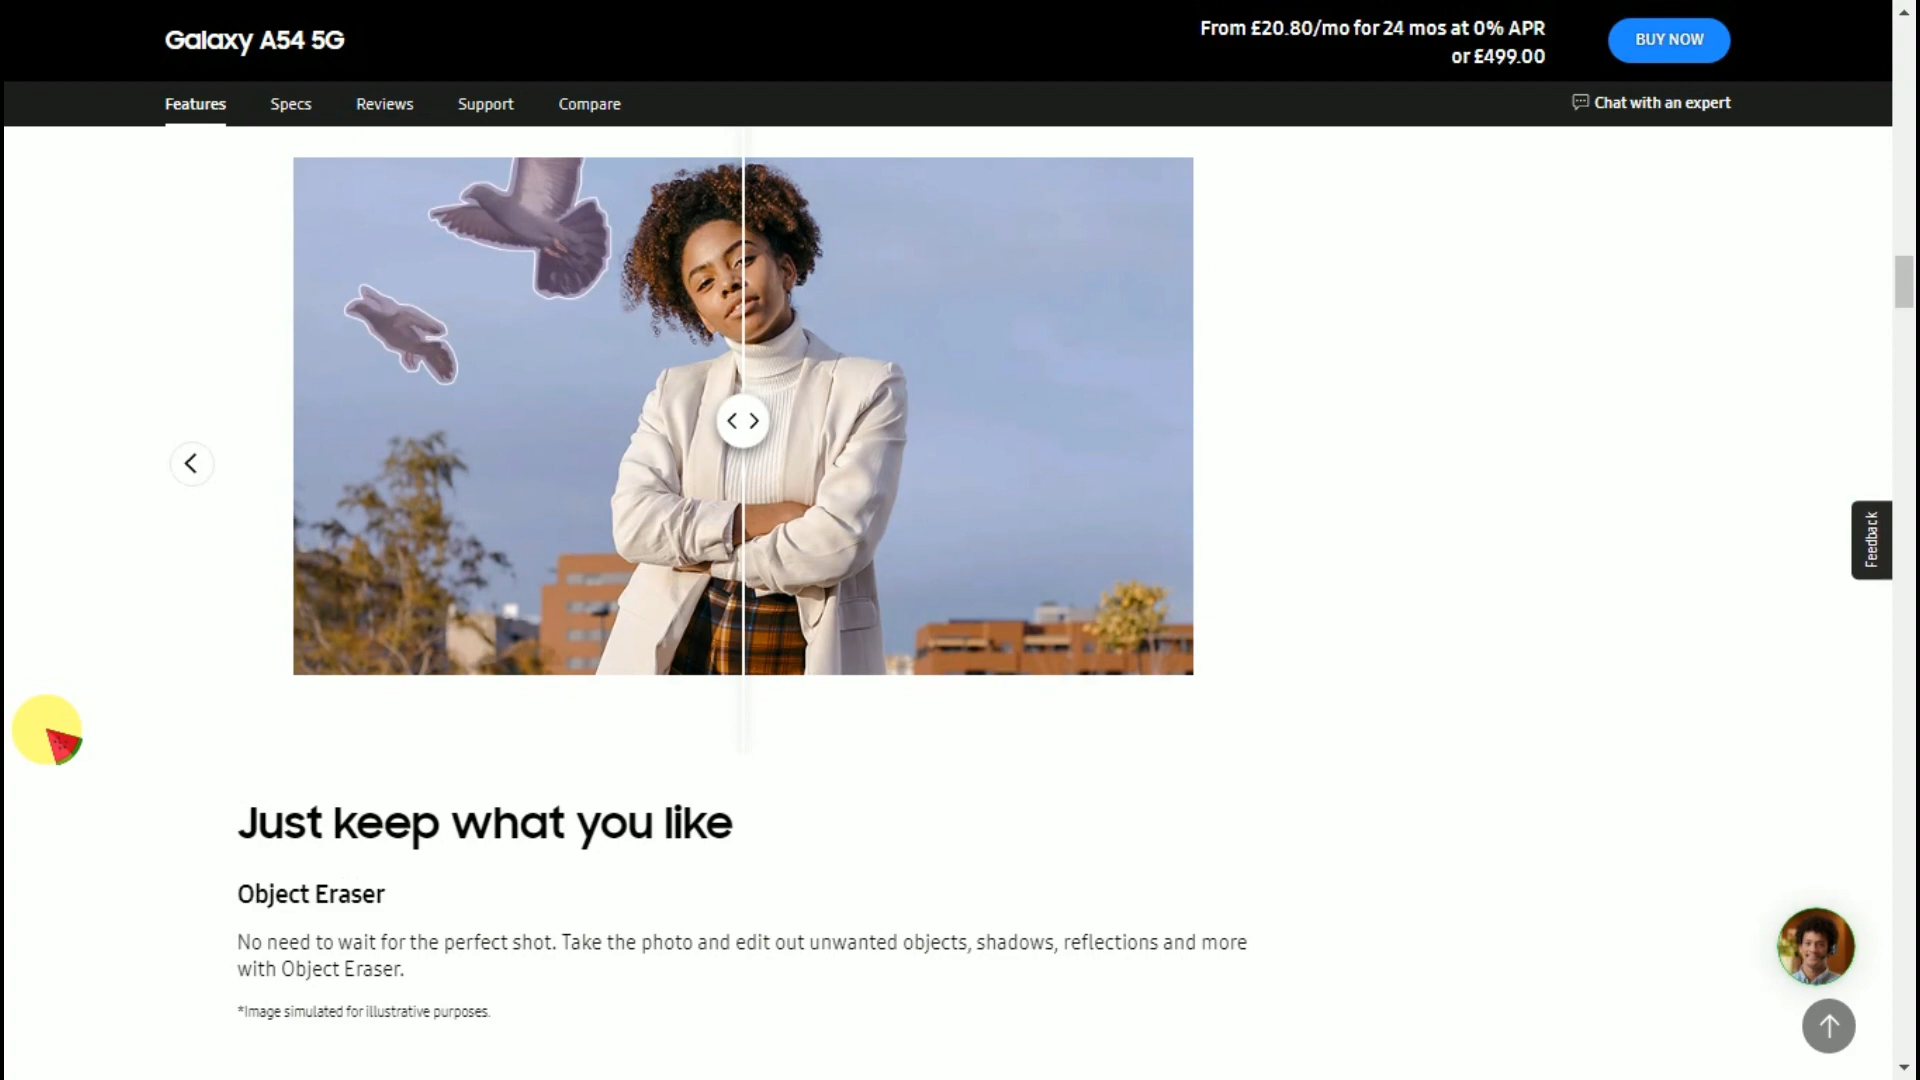 Galaxy A54 5G
From £20.80/mo for 24 mos at 0% APR
or £499.00
BUY NOW
Features
Specs
Reviews
Support
Compare
Chat with an expert
Feedback
Just keep what you like
Object Eraser
No need to wait for the perfect shot. Take the photo and edit out unwanted objects, shadows, reflections and more
with Object Eraser.
*Image simulated for illustrative purposes.